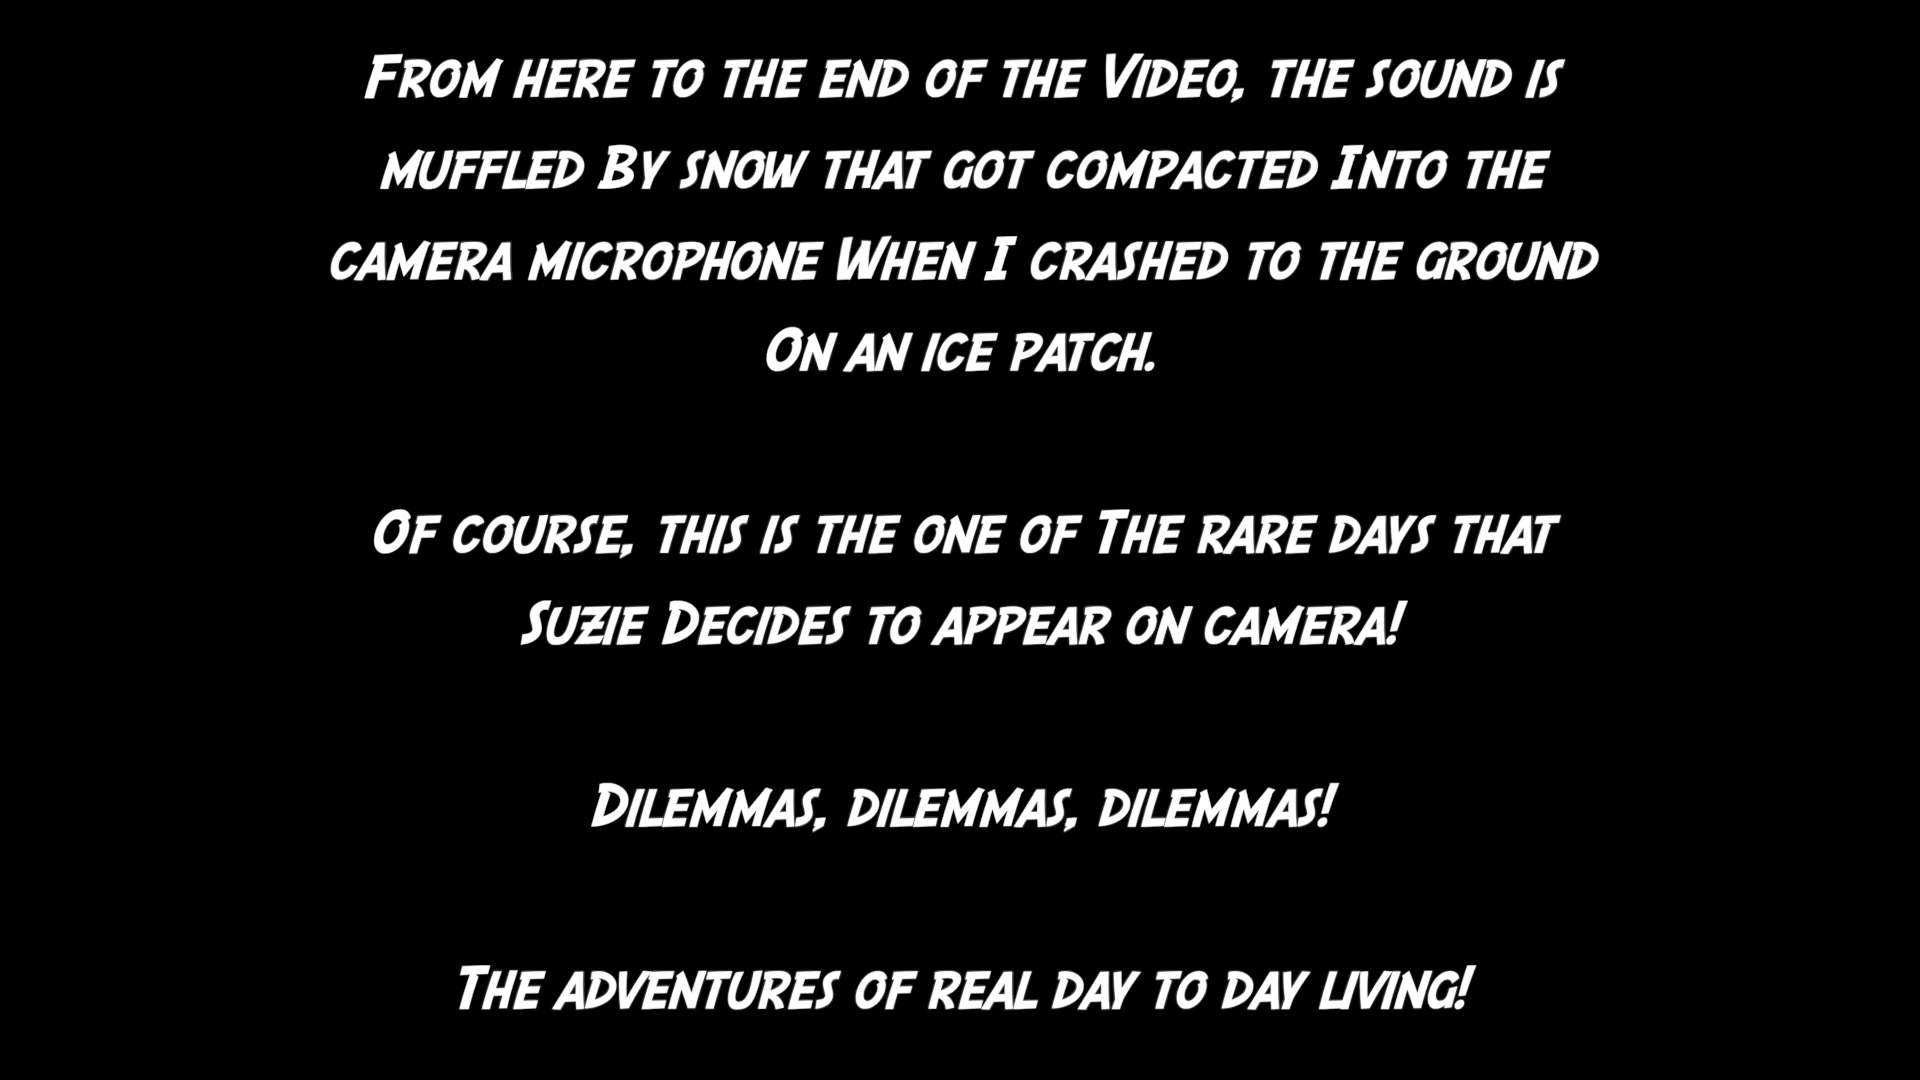 From here to the end of the Video, the sound is
muffled By snow that got compacted Into the
camera microphone When I crashed to the ground
On an ice patch.
Of course, this is the one of The rare days that
Suzie Decides to appear on camera!
Dilemmas, dilemmas, dilemmas!
The adventures of real day to day living!